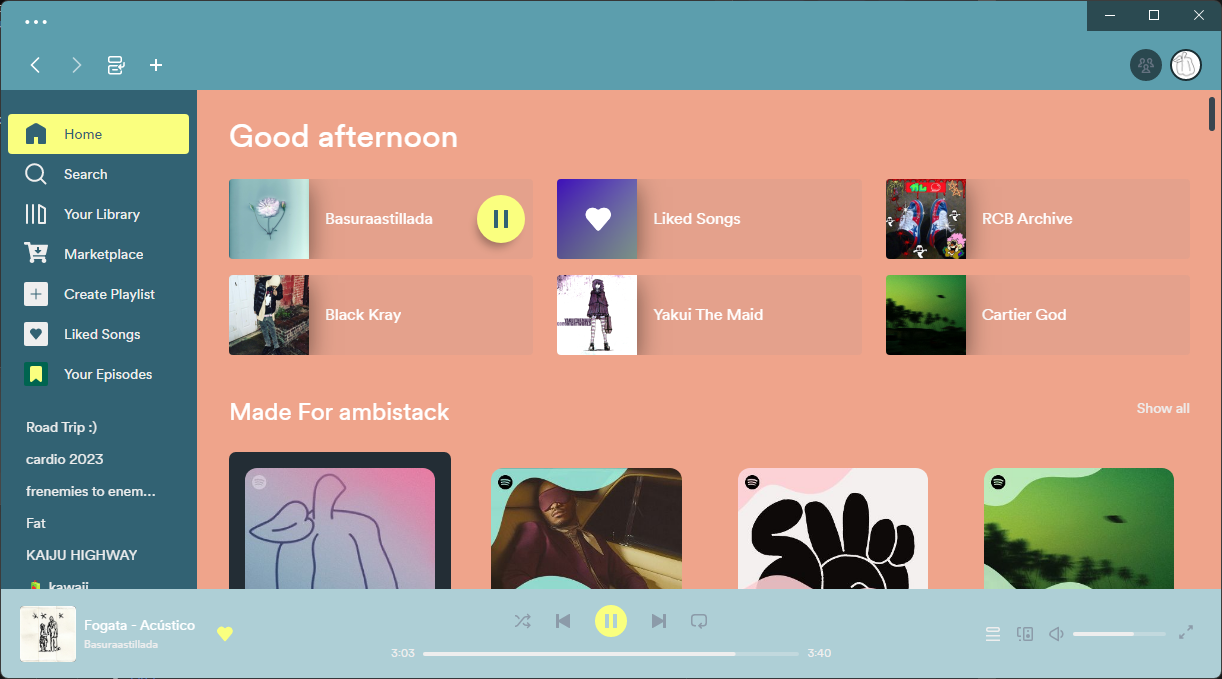 Home
Search
Your Library
Marketplace
Create Playlist
Liked Songs
Your Episodes
Road Trip :)
cardio 2023
frenemies to enem...
Fat
KAIJU HIGHWAY
kawaii
Good afternoon
Basuraastillada
Liked Songs
RCB Archive
Black Kray
Yakui The Maid
Cartier God
Made For ambistack
Show all
Fogata - Acústico
Basuraastillada
3:03
3:40